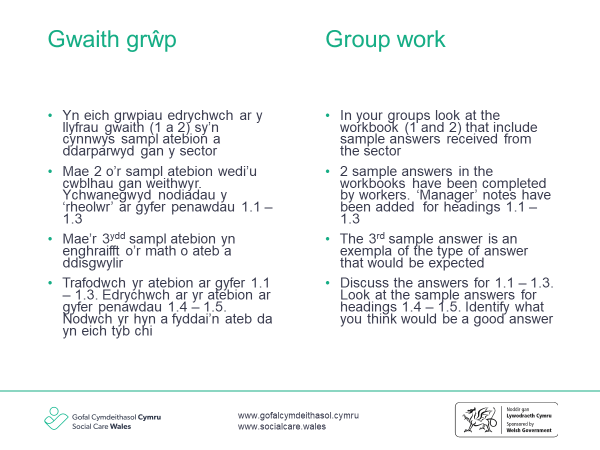 Gwaith grŵp
• Yn eich grwpiau edrychwch ar y
llyfrau gwaith (1 a 2) sy'n
cynnwys sampl atebion a
ddarparwyd gan y sector
• Mae 2 o'r sampl atebion wedi'u
cwblhau gan weithwyr.
Ychwanegwyd nodiadau y
'rheolwr' ar gyfer penawdau 1.1 –
1.3
• Mae'r 3ydd sampl atebion yn
enghraifft o'r math o ateb a
ddisgwylir
• Trafodwch yr atebion ar gyfer 1.1
– 1.3. Edrychwch ar yr atebion ar
gyfer penawdau 1.4 – 1.5.
Nodwch yr hyn a fyddai'n ateb da
yn eich tyb chi
Group work
• In your groups look at the
workbook (1 and 2) that include
sample answers received from
the sector
• 2 sample answers in the
workbooks have been completed
by workers. 'Manager' notes have
been added for headings 1.1 –
1.3
• The 3rd sample answer is an
exempla of the type of answer
that would be expected
• Discuss the answers for 1.1 – 1.3.
Look at the sample answers for
headings 1.4 – 1.5. Identify what
you think would be a good answer
Gofal Cymdeithasol Cymru
Social Care Wales
www.gofalcymdeithasol.cymru
www.socialcare.wales
Noddir gan
Lywodraeth Cymru
Sponsored by
Welsh Government